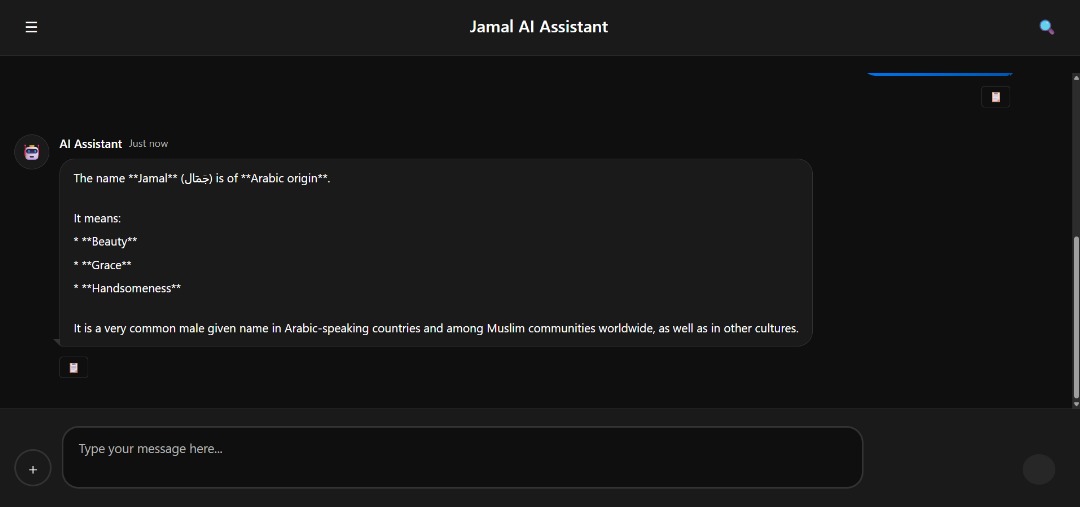 ☰
Jamal AI Assistant
AI Assistant Just now
The name **Jamal** (جَمَال) is of **Arabic origin**.
It means:
* **Beauty**
* **Grace**
* **Handsomeness**
It is a very common male given name in Arabic-speaking countries and among Muslim communities worldwide, as well as in other cultures.
Type your message here...
+